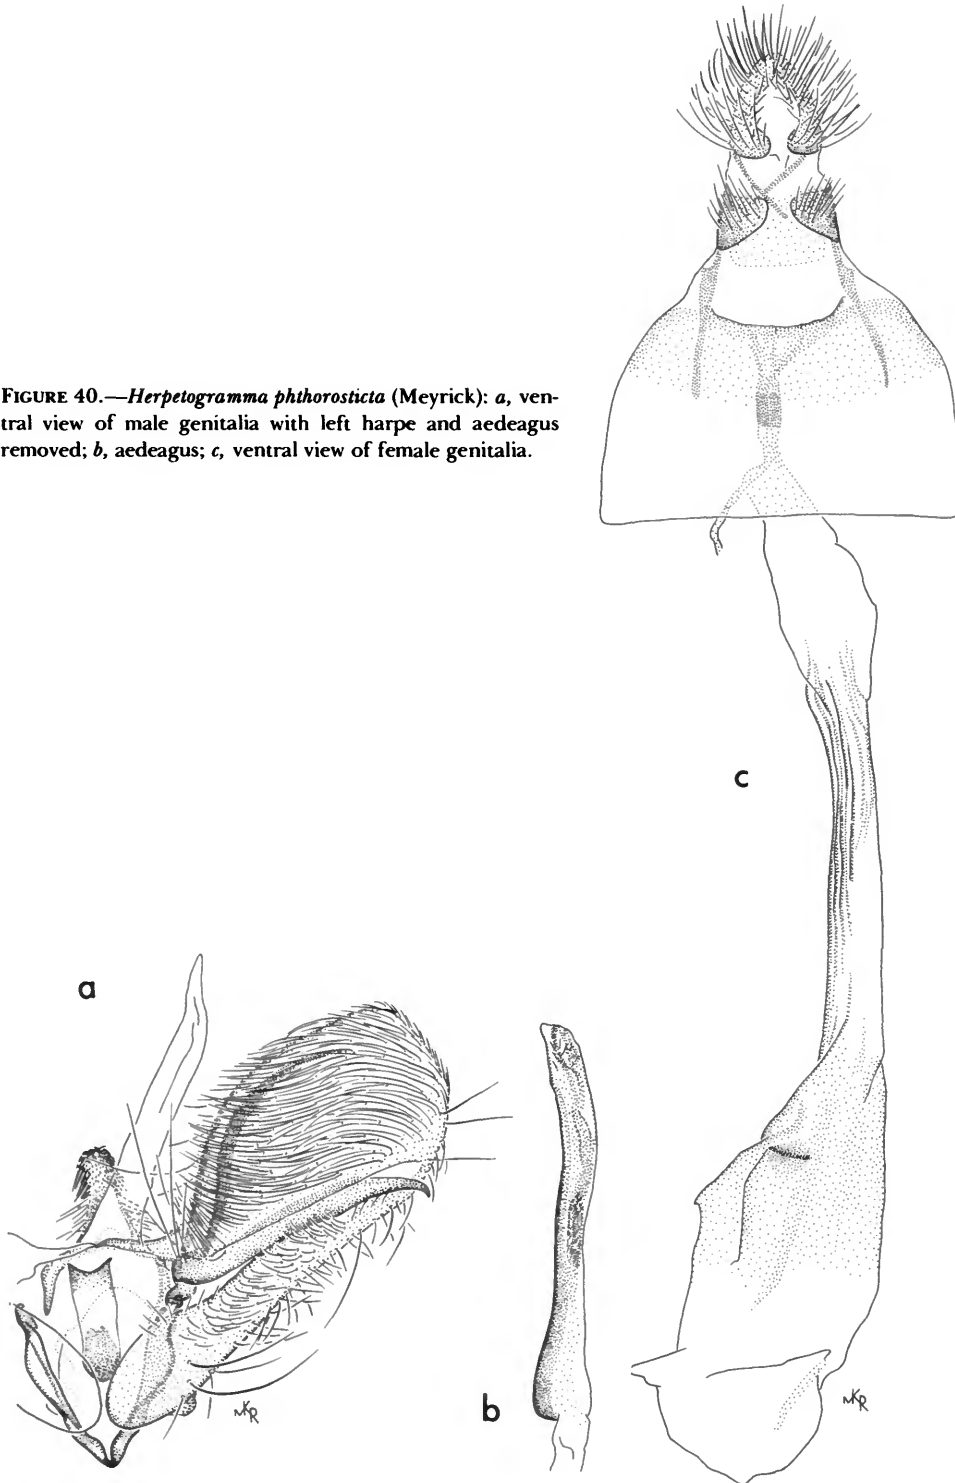 FIGURE 40.—Herpetogramma phthorosticta (Meyrick): a, ven-
tral view of male genitalia with left harpe and aedeagus
removed; b, aedeagus; c, ventral view of female genitalia.
c
a
b
MKR
MKR